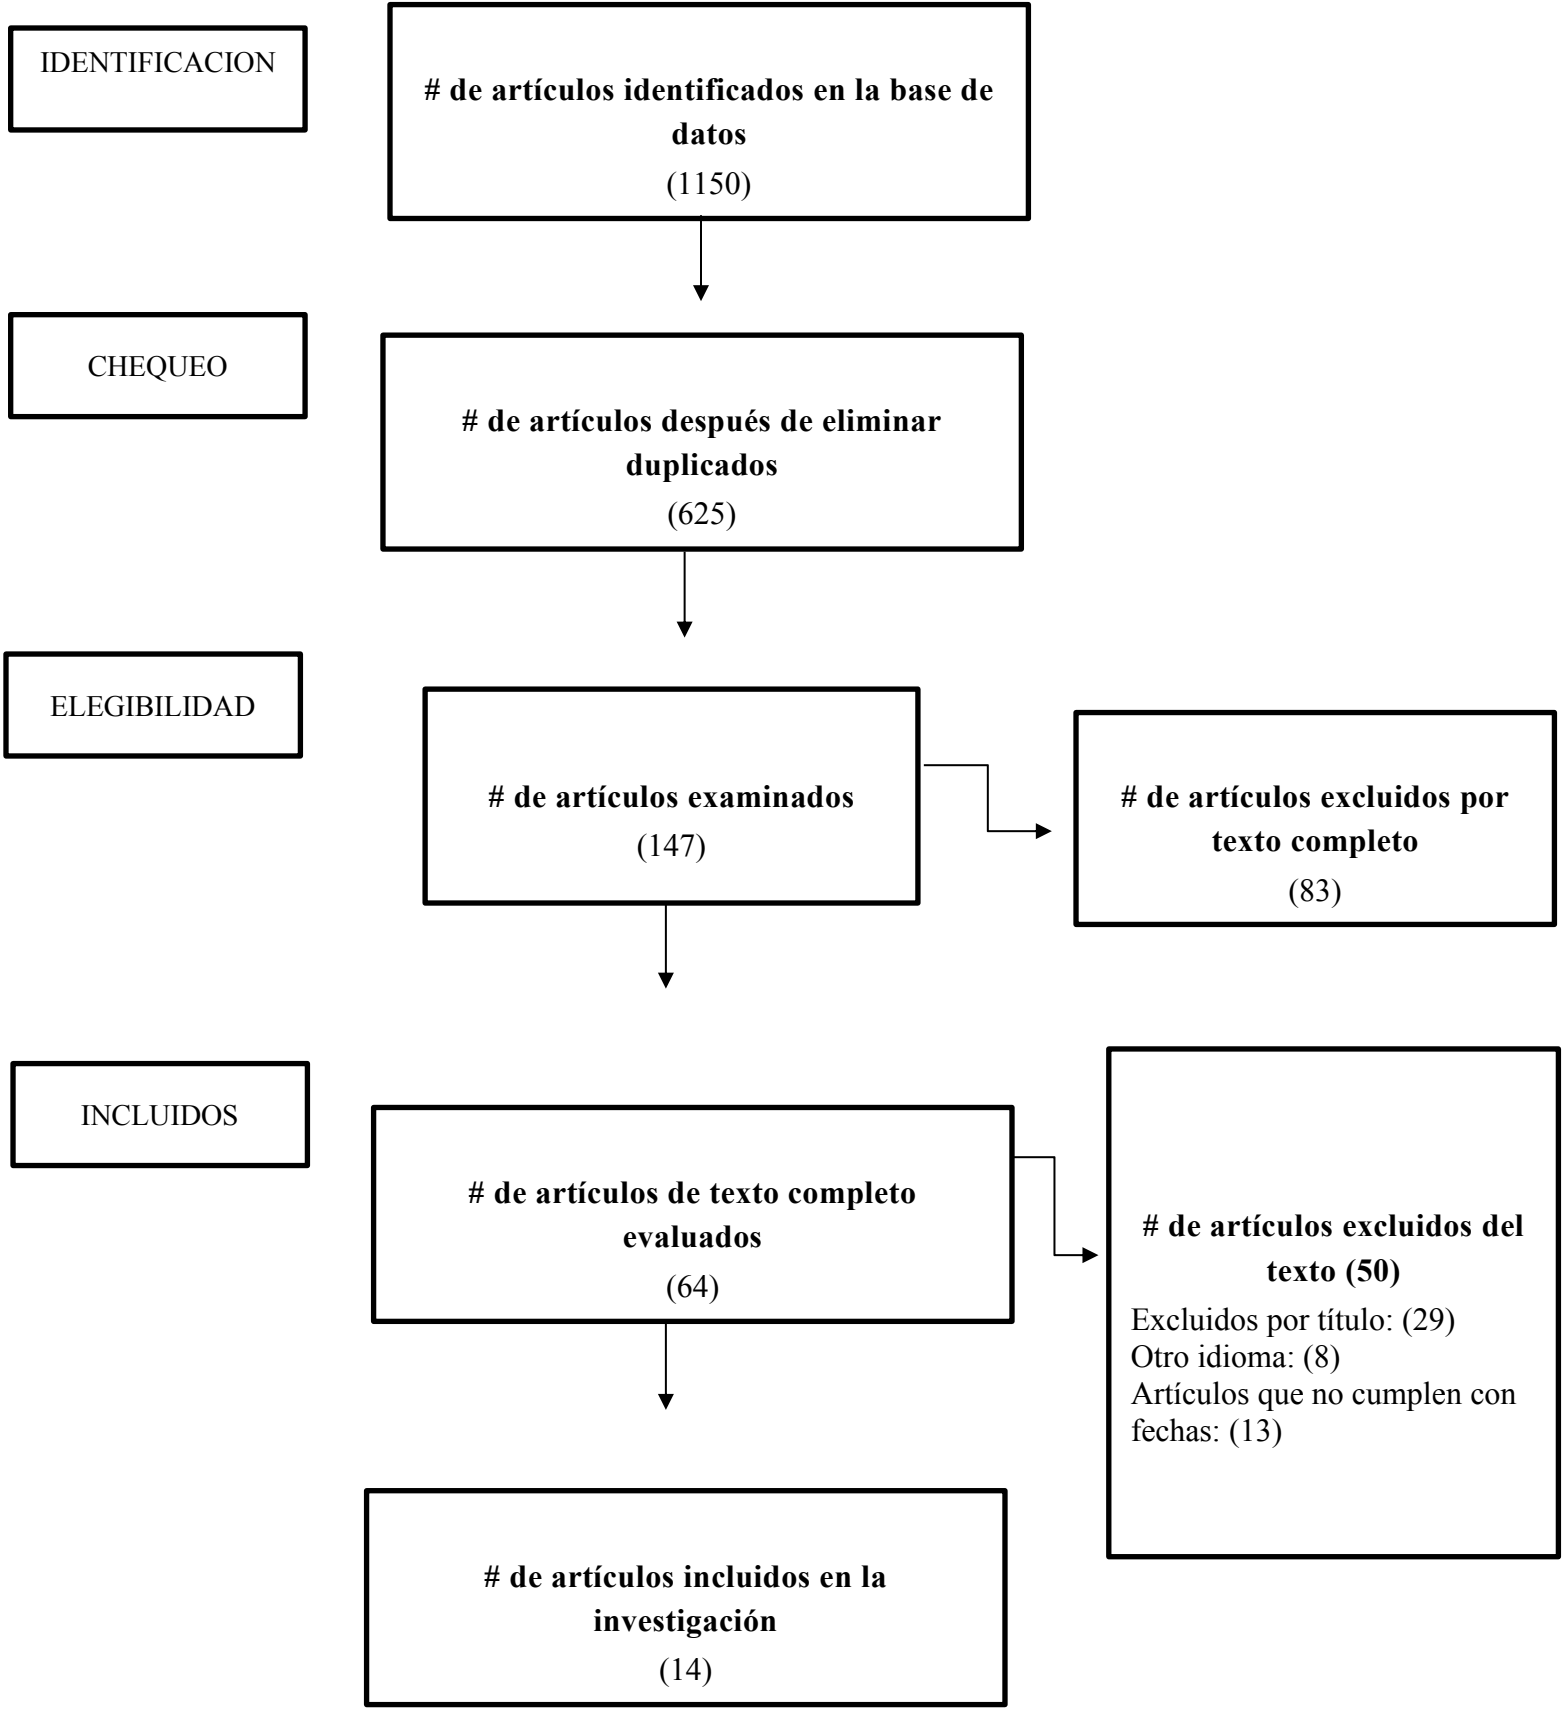 IDENTIFICACION
# de artículos identificados en la base de
datos
(1150)
CHEQUEO
# de artículos después de eliminar
duplicados
(625)
ELEGIBILIDAD
# de artículos examinados
(147)
# de artículos excluidos por
texto completo
(83)
INCLUIDOS
# de artículos de texto completo
evaluados
(64)
# de artículos excluidos del
texto (50)
Excluidos por título: (29)
Otro idioma: (8)
Artículos que no cumplen con
fechas: (13)
# de artículos incluidos en la
investigación
(14)